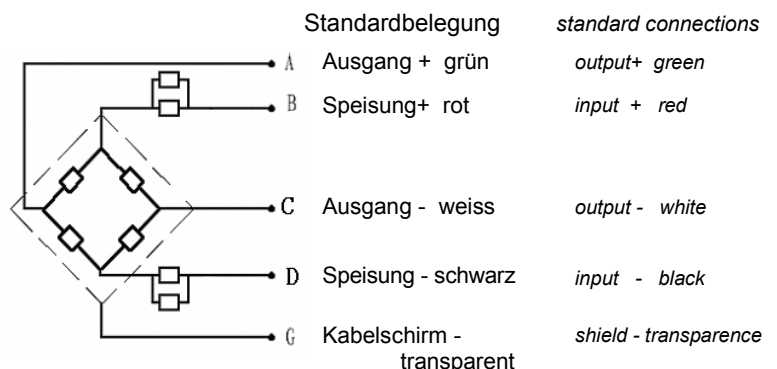 Standardbelegung standard connections
A Ausgang + grün output+ green
B Speisung+ rot input + red
C Ausgang - weiss output - white
D Speisung - schwarz input - black
G Kabelschirm - shield - transparence
transparent